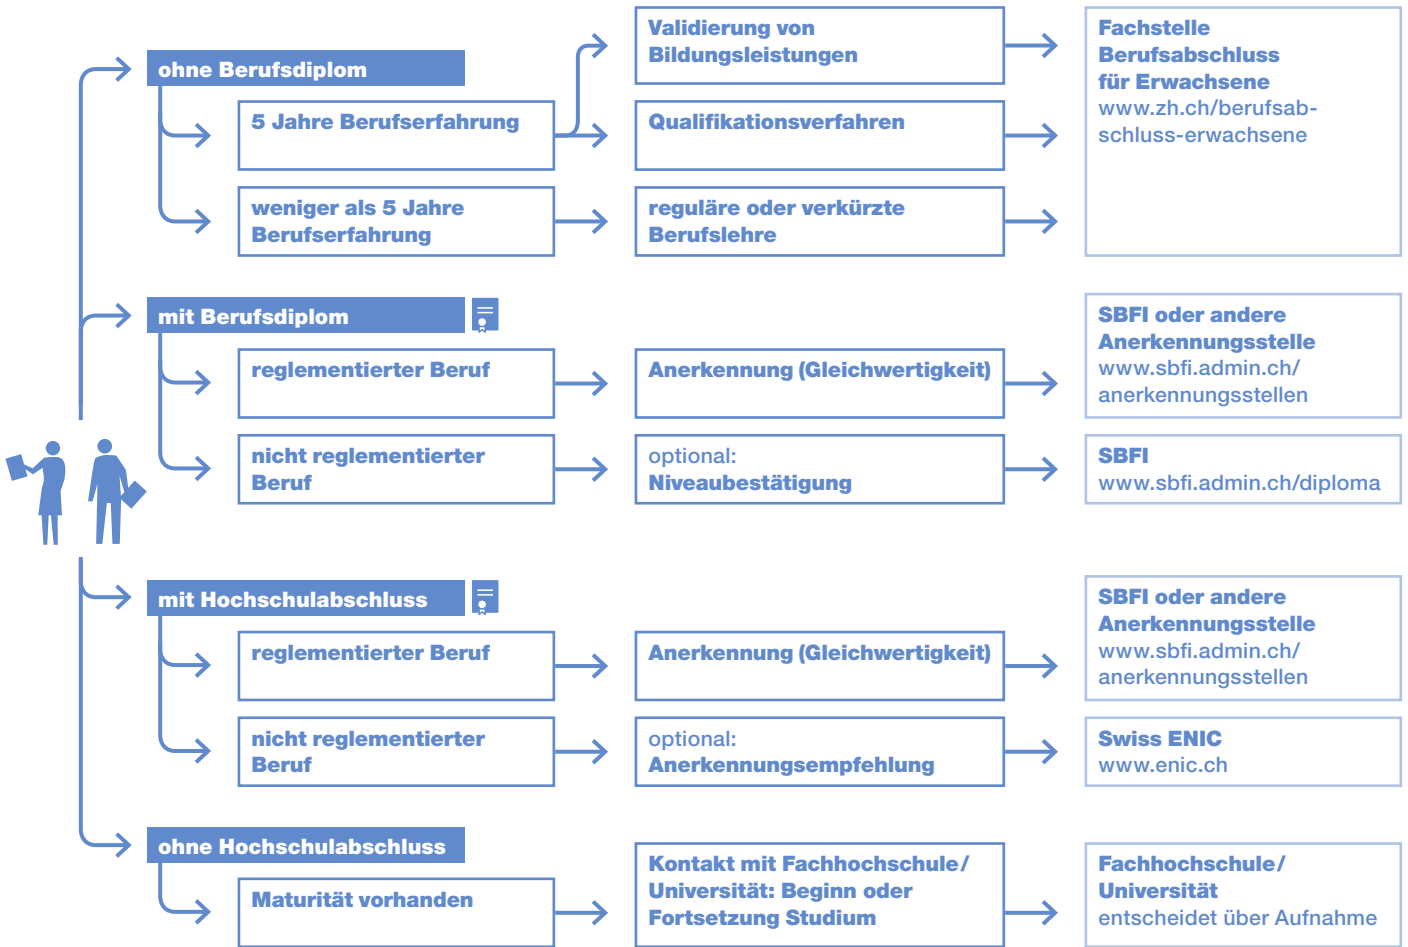 ohne Berufsdiplom
5 Jahre Berufserfahrung
Validierung von
Bildungsleistungen
Qualifikationsverfahren
weniger als 5 Jahre
Berufserfahrung
reguläre oder verkürzte
Berufslehre
Fachstelle
Berufsabschluss
für Erwachsene
www.zh.ch/berufsab-
schluss-erwachsene
mit Berufsdiplom
reglementierter Beruf
Anerkennung (Gleichwertigkeit)
SBFI oder andere
Anerkennungsstelle
www.sbfi.admin.ch/
anerkennungsstellen
nicht reglementierter
Beruf
optional:
Niveaubestätigung
SBFI
www.sbfi.admin.ch/diploma
mit Hochschulabschluss
reglementierter Beruf
Anerkennung (Gleichwertigkeit)
SBFI oder andere
Anerkennungsstelle
www.sbfi.admin.ch/
anerkennungsstellen
nicht reglementierter
Beruf
optional:
Anerkennungsempfehlung
Swiss ENIC
www.enic.ch
ohne Hochschulabschluss
Maturität vorhanden
Kontakt mit Fachhochschule/
Universität: Beginn oder
Fortsetzung Studium
Fachhochschule/
Universität
entscheidet über Aufnahme